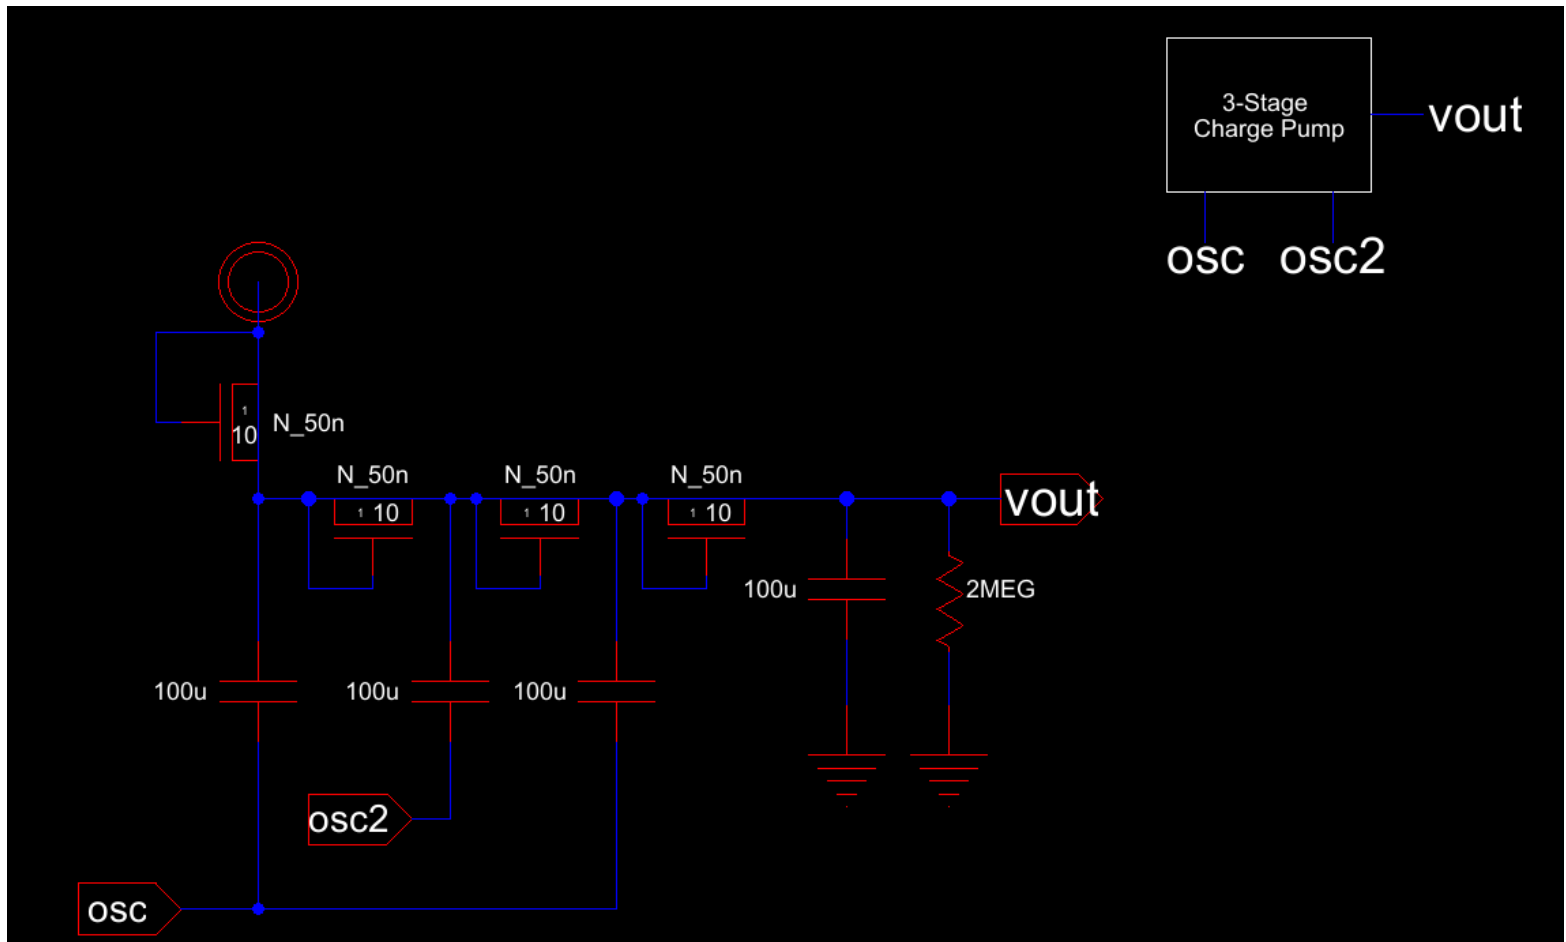 3-Stage
Charge Pump
vout
osc osc2
1
10
N_50n
N_50n N_50n N_50n
1 10 1 10 1 10
vout
100u 2MEG
100u 100u 100u
osc2
osc